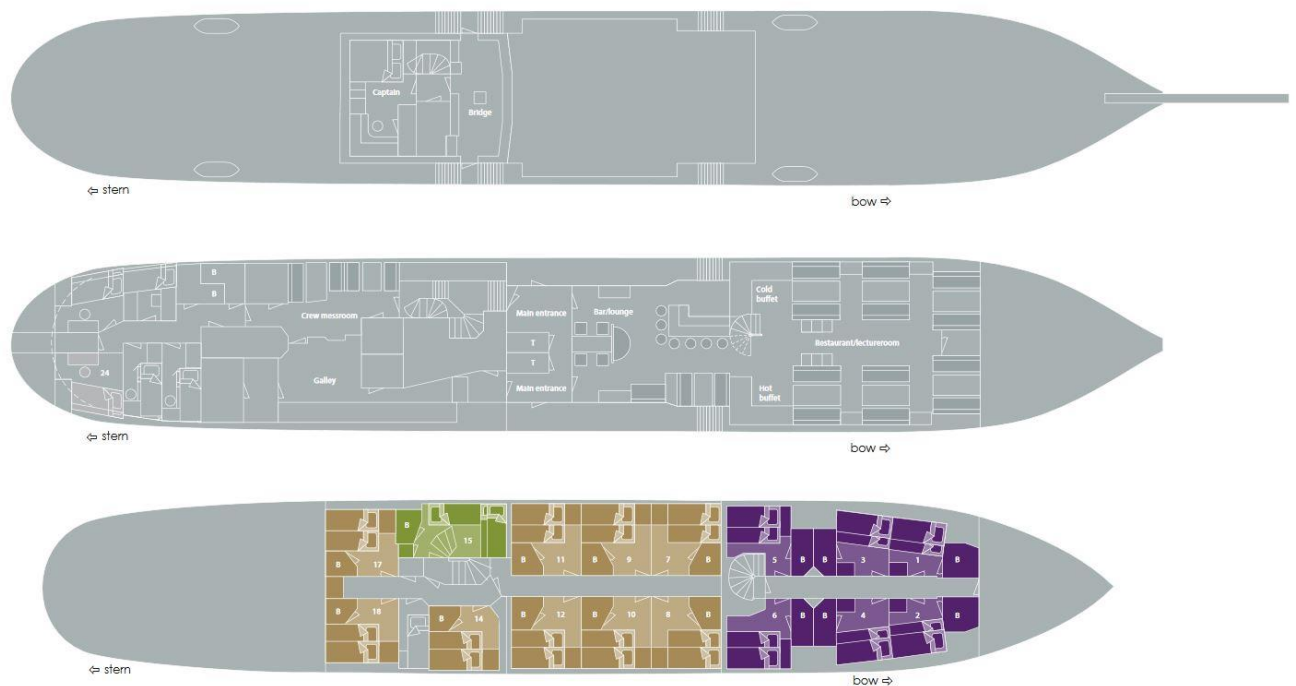 Captain
Bridge
⇦ stern
bow ⇨
B
B
Crew messroom
Main entrance
Bar/lounge
Cold
buffet
T
T
Restaurant/lectureroom
24
Galley
Main entrance
Hot
buffet
⇦ stern
bow ⇨
B
15
B 17
11
B 9
7 B
5 B
B 3
1 B
B 18
B 14
12
B 10
8 B
6 B
B 4
2 B
B
B
⇦ stern
bow ⇨